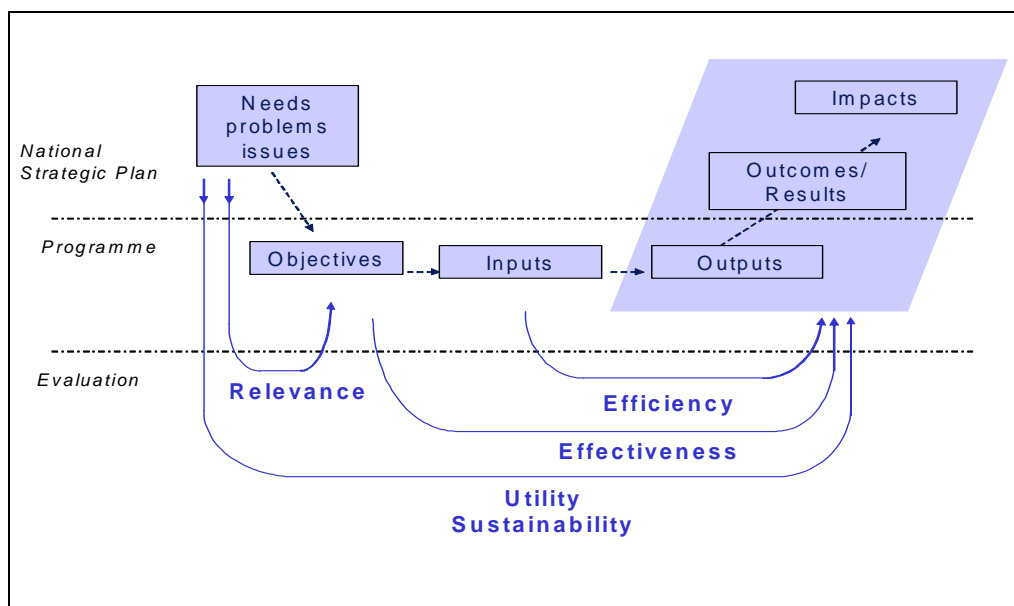 Needs
problems
issues
Impacts
National
Strategic Plan
Outcomes/
Results
Programme
Objectives
Inputs
Outputs
Evaluation
Relevance
Efficiency
Effectiveness
Utility
Sustainability